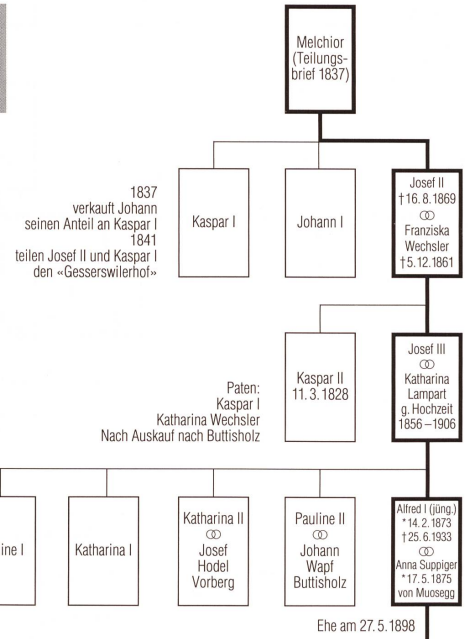 Melchior
(Teilungs-
brief 1837)
1837
verkauft Johann
seinen Anteil an Kaspar I
1841
teilen Josef II und Kaspar I
den «Gesserswilerhof»
Kaspar I
Johann I
Josef II
†16.8.1869
⚭
Franziska
Wechsler
†5.12.1861
Paten:
Kaspar I
Katharina Wechsler
Nach Auskauf nach Buttisholz
Kaspar II
11.3.1828
Josef III
⚭
Katharina
Lampart
g. Hochzeit
1856–1906
ine I
Katharina I
Katharina II
⚭
Josef
Hodel
Vorberg
Pauline II
⚭
Johann
Wapf
Buttisholz
Alfred I (jüng.)
*14.2.1873
†25.6.1933
⚭
Anna Suppiger
*17.5.1875
von Muosegg
Ehe am 27.5.1898